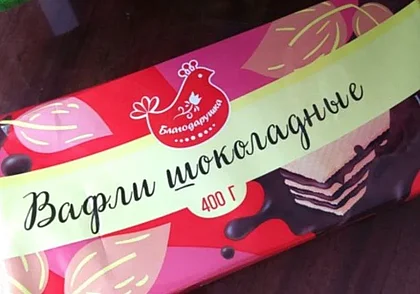 Благодарушка
Вафли шоколадные
400 г